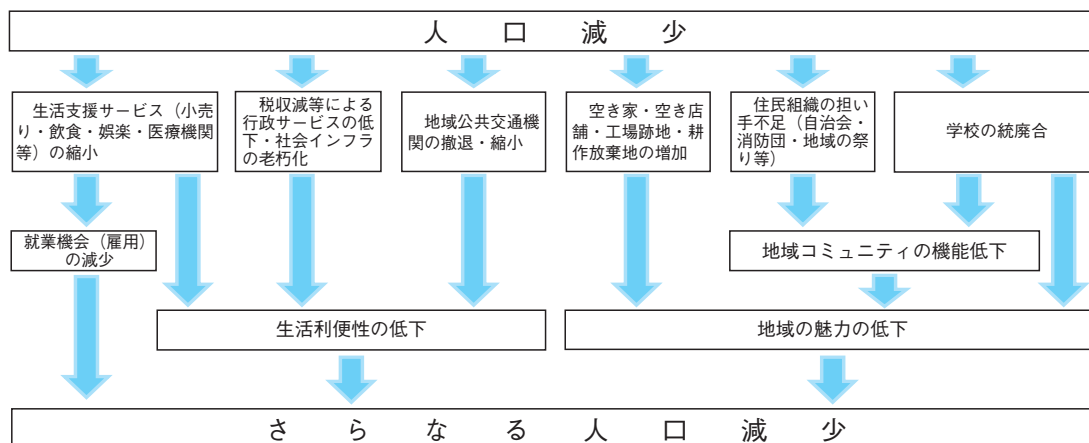 人口減少
生活支援サービス（小売
り・飲食・娯楽・医療機関
等）の縮小
税収減等による
行政サービスの低
下・社会インフラ
の老朽化
地域公共交通機
関の撤退・縮小
空き家・空き店
舗・工場跡地・耕
作放棄地の増加
住民組織の担い
手不足（自治会・
消防団・地域の祭
り等）
学校の統廃合
就業機会（雇用）
の減少
地域コミュニティの機能低下
生活利便性の低下
地域の魅力の低下
さらなる人口減少